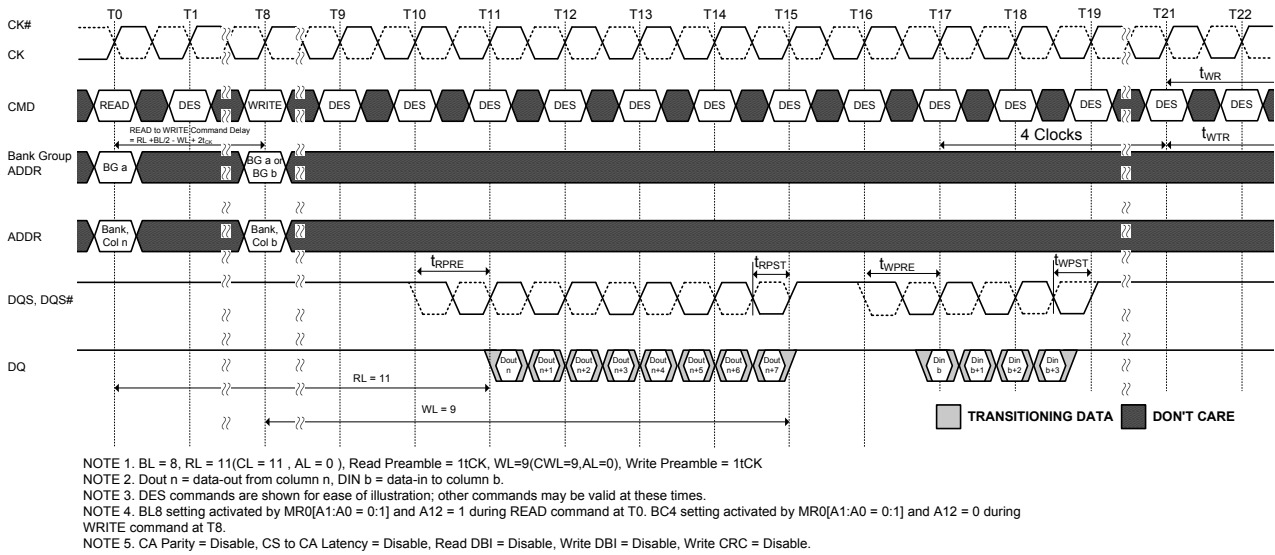 T0 T1 T8 T9 T10 T11 T12 T13 T14 T15 T16 T17 T18 T19 T21 T22
CK#
CK
tWR
CMD READ DES WRITE DES DES DES DES DES DES DES DES DES DES DES DES DES
READ to WRITE Command Delay
= RL +BL/2 - WL + 2tCK
4 Clocks
tWTR
Bank Group
ADDR
BG a
BG a or
BG b
ADDR
Bank,
Col n
Bank,
Col b
tRPRE tRPST tWPRE tWPST
DQS, DQS#
DQ
Dout
n
Dout
n+1
Dout
n+2
Dout
n+3
Dout
n+4
Dout
n+5
Dout
n+6
Dout
n+7
Din
b
Din
b+1
Din
b+2
Din
b+3
RL = 11
WL = 9
TRANSITIONING DATA DON'T CARE
NOTE 1. BL = 8, RL = 11(CL = 11 , AL = 0 ), Read Preamble = 1tCK, WL=9(CWL=9,AL=0), Write Preamble = 1tCK
NOTE 2. Dout n = data-out from column n, DIN b = data-in to column b.
NOTE 3. DES commands are shown for ease of illustration; other commands may be valid at these times.
NOTE 4. BL8 setting activated by MR0[A1:A0 = 0:1] and A12 = 1 during READ command at T0. BC4 setting activated by MR0[A1:A0 = 0:1] and A12 = 0 during
WRITE command at T8.
NOTE 5. CA Parity = Disable, CS to CA Latency = Disable, Read DBI = Disable, Write DBI = Disable, Write CRC = Disable.